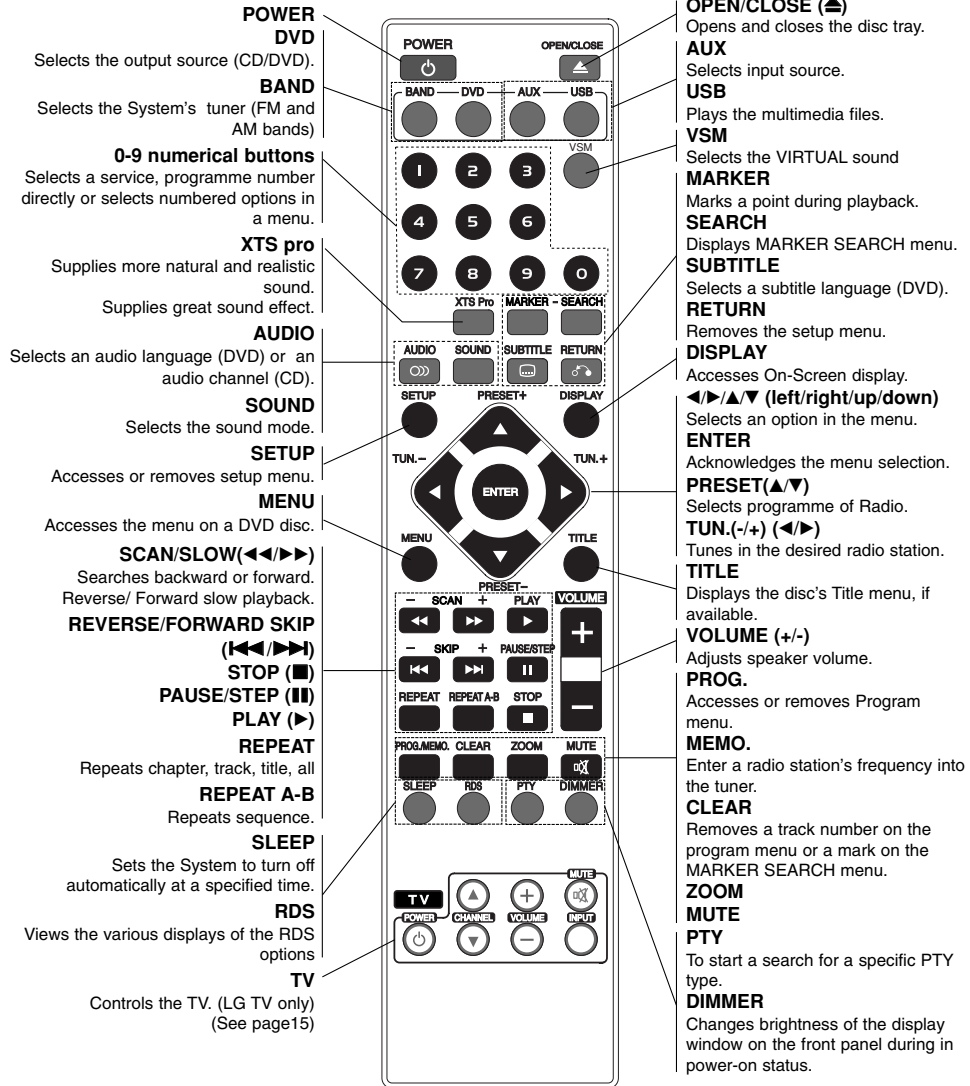 POWER
DVD
Selects the output source (CD/DVD).
BAND
Selects the System's tuner (FM and
AM bands)
0-9 numerical buttons
Selects a service, programme number
directly or selects numbered options in
a menu.
XTS pro
Supplies more natural and realistic
sound.
Supplies great sound effect.
AUDIO
Selects an audio language (DVD) or an
audio channel (CD).
SOUND
Selects the sound mode.
SETUP
Accesses or removes setup menu.
MENU
Accesses the menu on a DVD disc.
SCAN/SLOW(◄◄/►►)
Searches backward or forward.
Reverse/ Forward slow playback.
REVERSE/FORWARD SKIP
(|◄◄/►►|)
STOP (■)
PAUSE/STEP (❚❚)
PLAY (►)
REPEAT
Repeats chapter, track, title, all
REPEAT A-B
Repeats sequence.
SLEEP
Sets the System to turn off
automatically at a specified time.
RDS
Views the various displays of the RDS
options
TV
Controls the TV. (LG TV only)
(See page15)
POWER OPEN/CLOSE
BAND DVD AUX USB
VSM
1 2 3
4 5 6
7 8 9 0
XTS Pro MARKER - SEARCH
AUDIO SOUND SUBTITLE RETURN
SETUP PRESET+ DISPLAY
TUN.- TUN.+
ENTER
MENU TITLE
PRESET-
- SCAN + PLAY VOLUME
- SKIP + PAUSE/STEP
REPEAT REPEAT A-B STOP
PROG./MEMO. CLEAR ZOOM MUTE
SLEEP RDS PTY DIMMER
MUTE
TV
POWER CHANNEL VOLUME INPUT
OPEN/CLOSE (⏏)
Opens and closes the disc tray.
AUX
Selects input source.
USB
Plays the multimedia files.
VSM
Selects the VIRTUAL sound
MARKER
Marks a point during playback.
SEARCH
Displays MARKER SEARCH menu.
SUBTITLE
Selects a subtitle language (DVD).
RETURN
Removes the setup menu.
DISPLAY
Accesses On-Screen display.
◄/►/▲/▼ (left/right/up/down)
Selects an option in the menu.
ENTER
Acknowledges the menu selection.
PRESET(▲/▼)
Selects programme of Radio.
TUN.(-/+) (◄/►)
Tunes in the desired radio station.
TITLE
Displays the disc's Title menu, if
available.
VOLUME (+/-)
Adjusts speaker volume.
PROG.
Accesses or removes Program
menu.
MEMO.
Enter a radio station's frequency into
the tuner.
CLEAR
Removes a track number on the
program menu or a mark on the
MARKER SEARCH menu.
ZOOM
MUTE
PTY
To start a search for a specific PTY
type.
DIMMER
Changes brightness of the display
window on the front panel during in
power-on status.